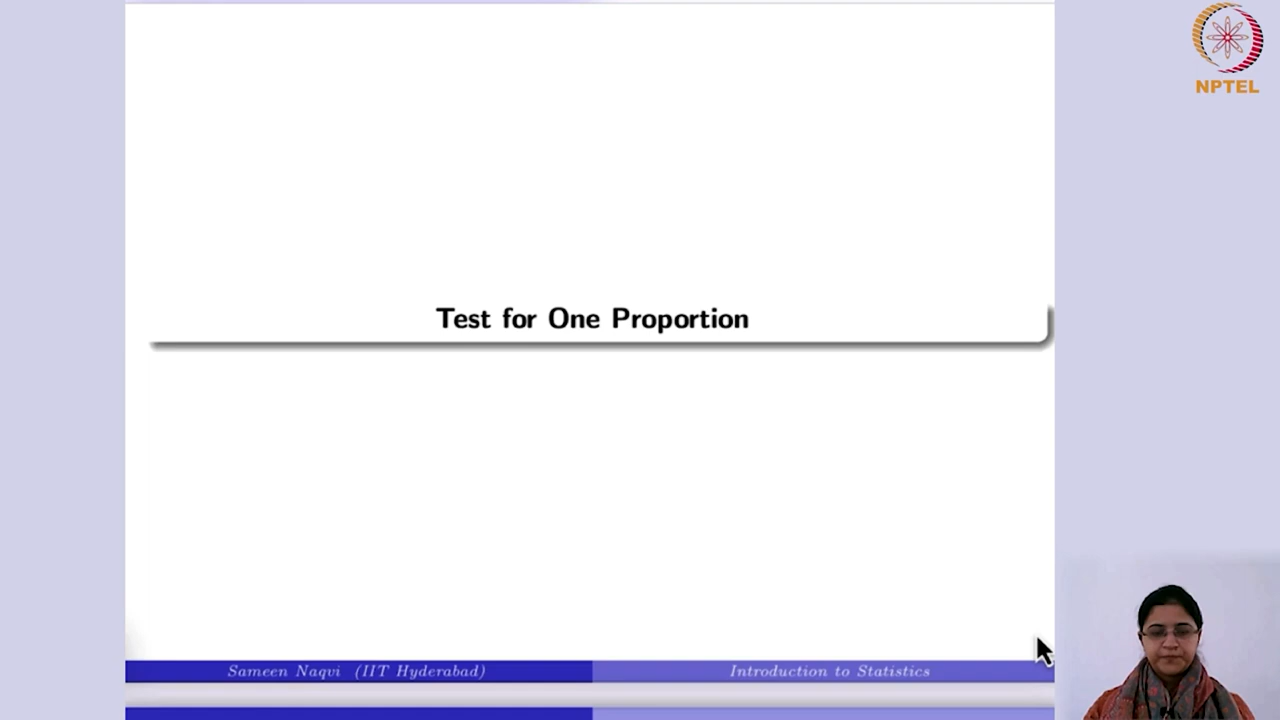 NPTEL
Test for One Proportion
Sameen Naqvi (IIT Hyderabad)
Introduction to Statistics